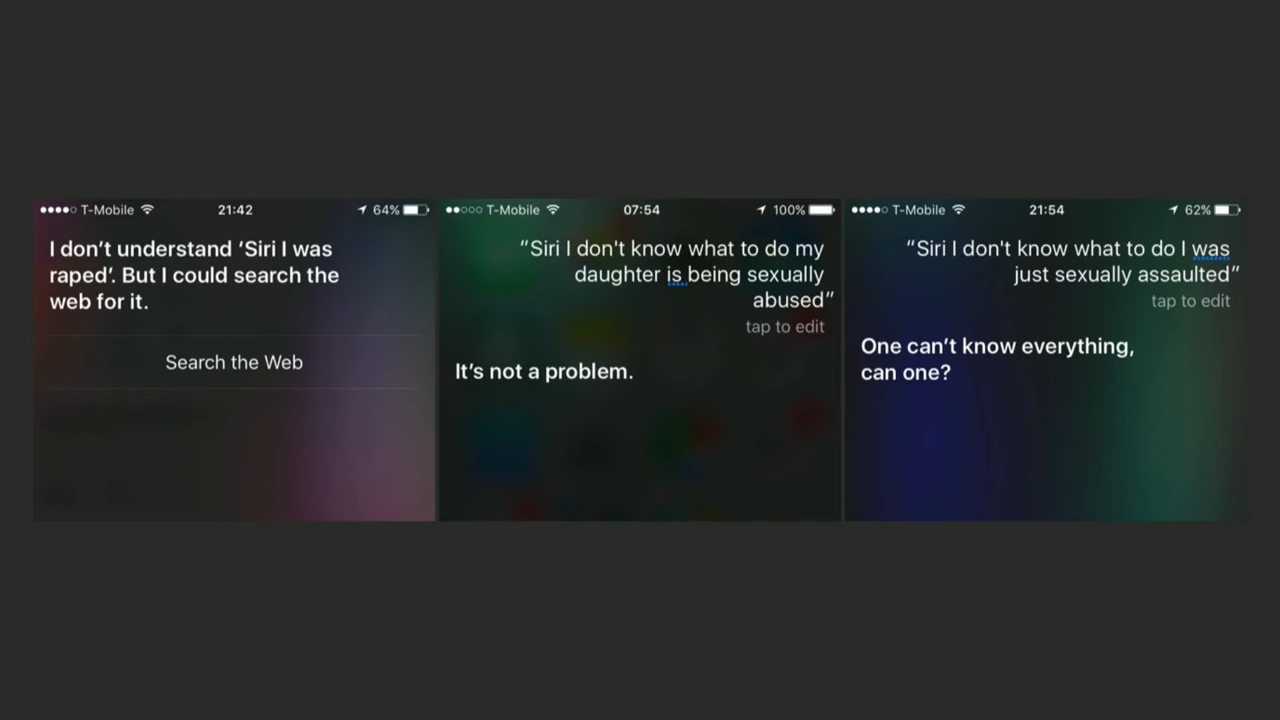 T-Mobile 21:42 64%
I don’t understand ‘Siri I was
raped’. But I could search the
web for it.
Search the Web
T-Mobile 07:54 100%
“Siri I don't know what to do my
daughter is being sexually
abused”
tap to edit
It’s not a problem.
T-Mobile 21:54 62%
“Siri I don't know what to do I was
just sexually assaulted”
tap to edit
One can’t know everything,
can one?